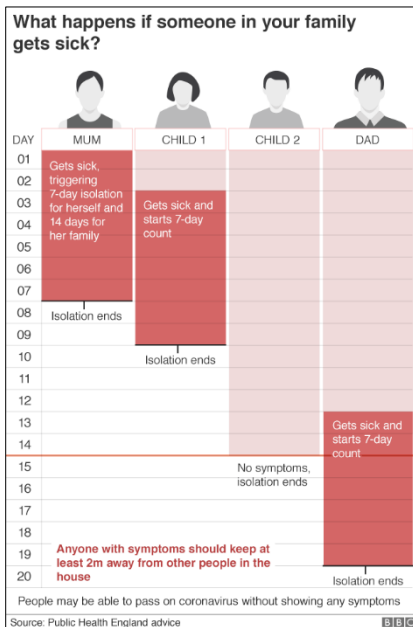 What happens if someone in your family
gets sick?
DAY
MUM
CHILD 1
CHILD 2
DAD
01
02
03
04
05
06
07
08
09
10
11
12
13
14
15
16
17
18
19
20
Gets sick,
triggering
7-day isolation
for herself and
14 days for
her family
Isolation ends
Gets sick and
starts 7-day
count
Isolation ends
No symptoms,
isolation ends
Gets sick and
starts 7-day
count
Isolation ends
Anyone with symptoms should keep at
least 2m away from other people in the
house
People may be able to pass on coronavirus without showing any symptoms
Source: Public Health England advice
BBC